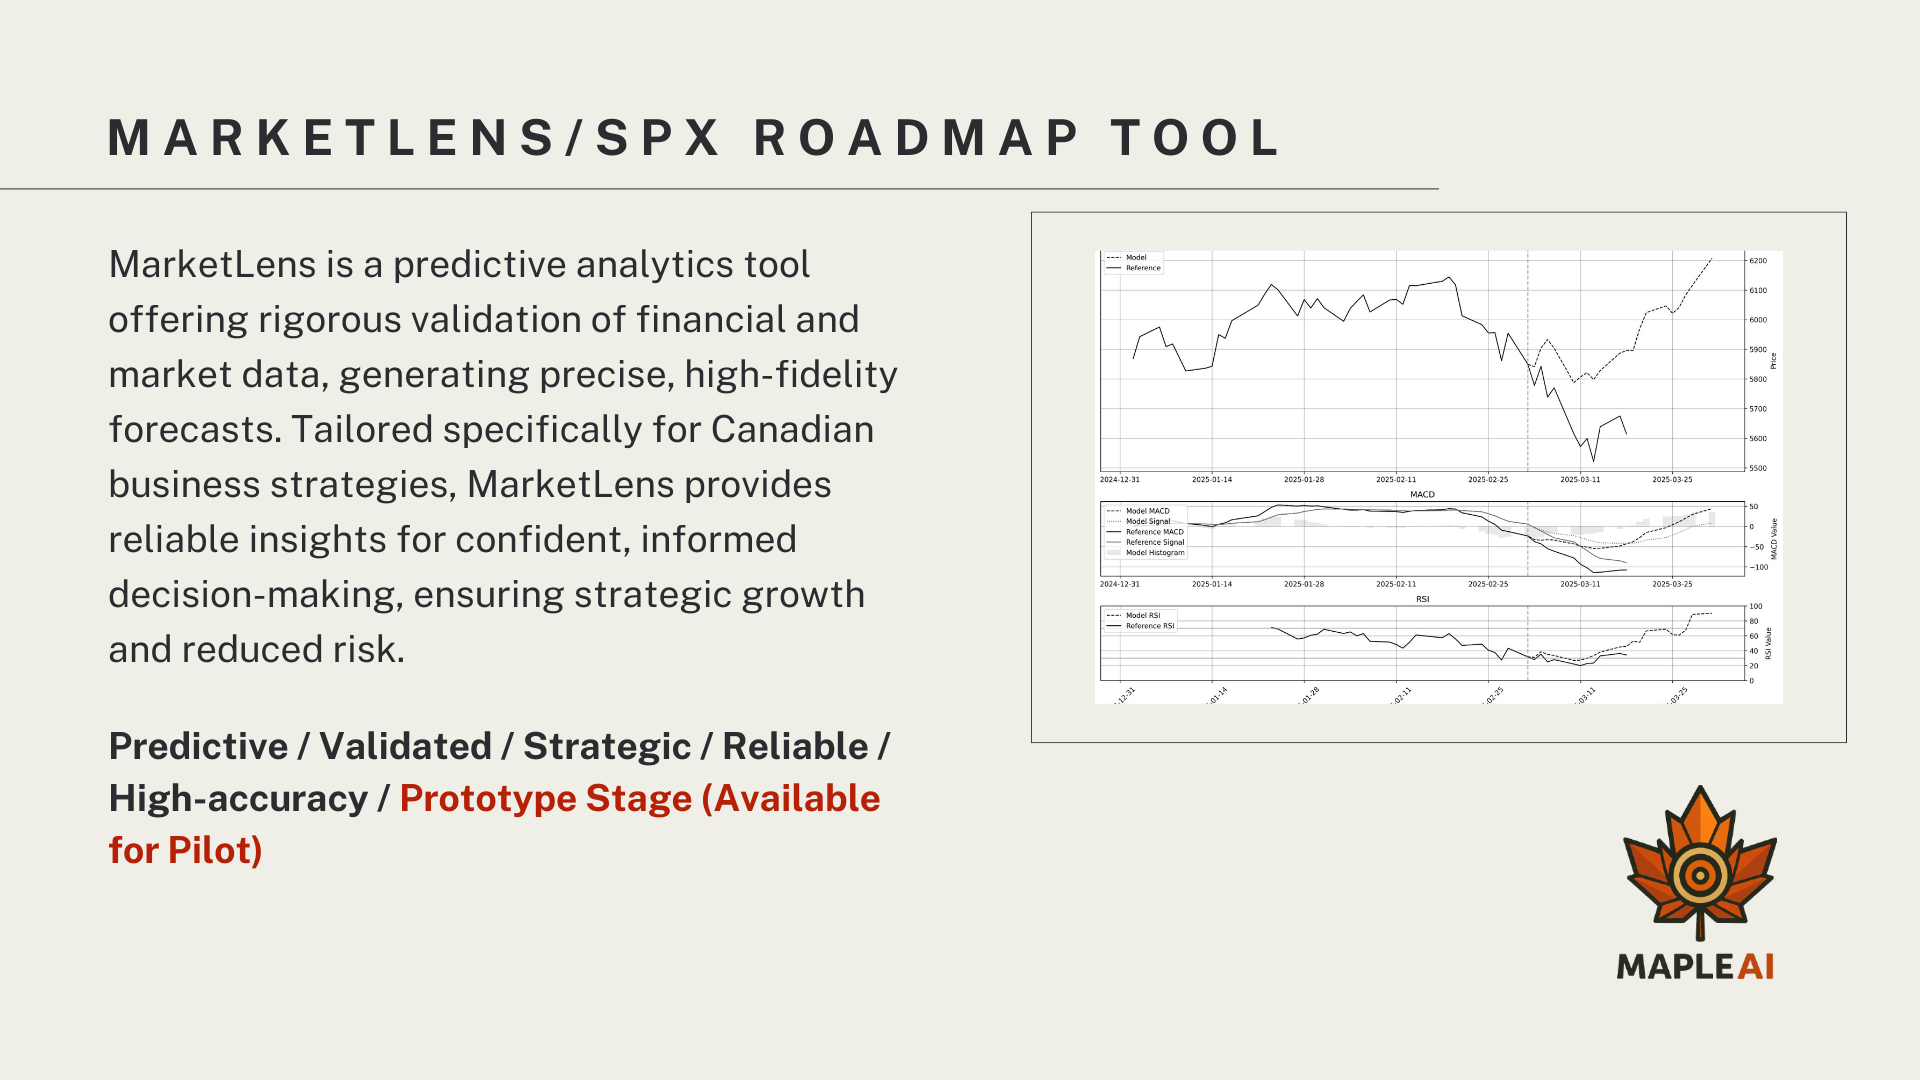 MARKETLENS/SPX ROADMAP TOOL
MarketLens is a predictive analytics tool
offering rigorous validation of financial and
market data, generating precise, high-fidelity
forecasts. Tailored specifically for Canadian
business strategies, MarketLens provides
reliable insights for confident, informed
decision-making, ensuring strategic growth
and reduced risk.
Predictive / Validated / Strategic / Reliable /
High-accuracy / Prototype Stage (Available
for Pilot)
Model
Reference
6200
6100
6000
5900
5800
5700
5600
5500
Price
2024-12-31 2025-01-14 2025-01-28 2025-02-11 2025-02-25 2025-03-11 2025-03-25
MACD
Model MACD
Model Signal
Reference MACD
Reference Signal
Model Histogram
50
0
−50
−100
MACD Value
2024-12-31 2025-01-14 2025-01-28 2025-02-11 2025-02-25 2025-03-11 2025-03-25
RSI
Model RSI
Reference RSI
100
80
60
40
20
0
RSI Value
-12-31 -01-14 -01-28 -02-11 -02-25 -03-11 -03-25
MAPLEAI